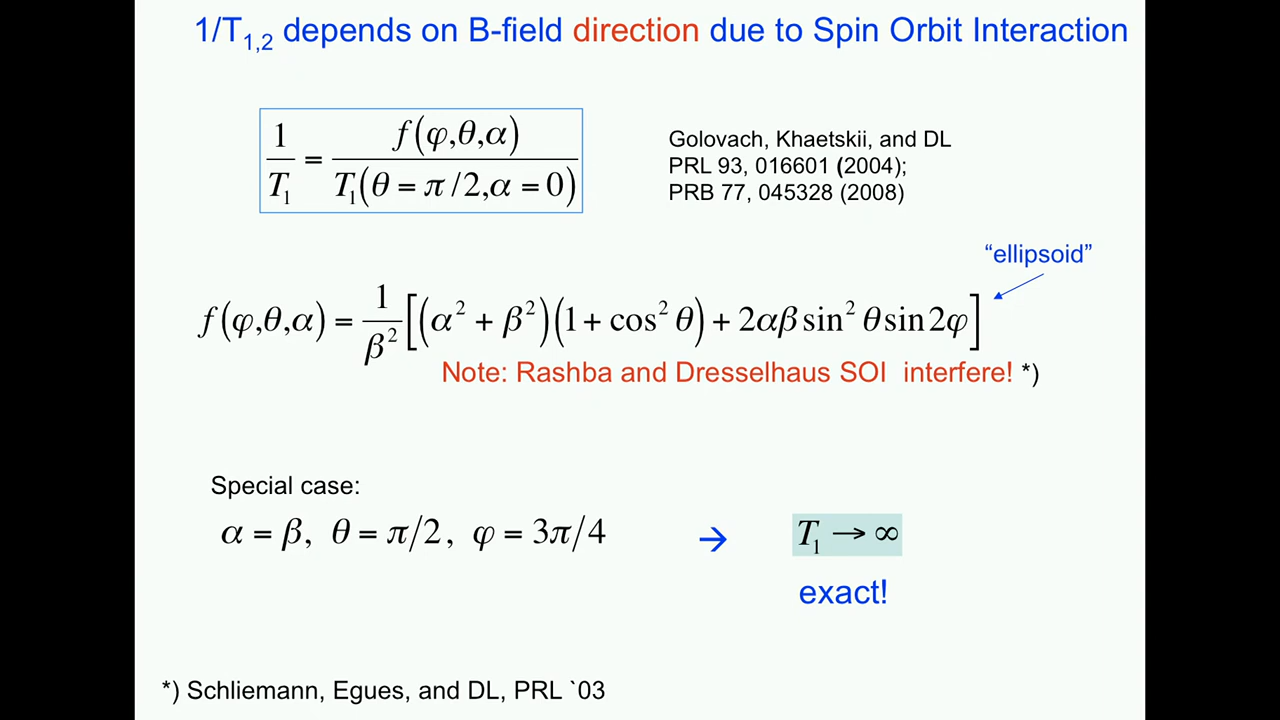 1/T1,2 depends on B-field direction due to Spin Orbit Interaction
1/T₁ = f(φ,θ,α) / T₁(θ = π/2,α = 0)
Golovach, Khaetskii, and DL
PRL 93, 016601 (2004);
PRB 77, 045328 (2008)
“ellipsoid”
f(φ,θ,α) = 1/β² [(α² + β²)(1 + cos² θ) + 2αβ sin² θ sin 2φ]
Note: Rashba and Dresselhaus SOI interfere! *)
Special case:
α = β, θ = π/2, φ = 3π/4 → T₁ → ∞
exact!
*) Schliemann, Egues, and DL, PRL `03